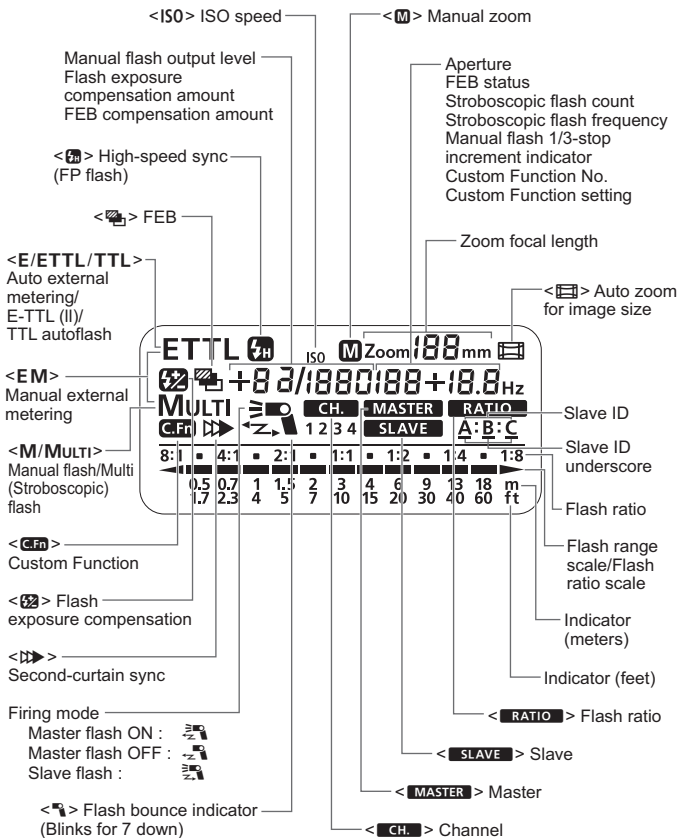 <ISO> ISO speed
<M> Manual zoom
Manual flash output level
Flash exposure
compensation amount
FEB compensation amount
Aperture
FEB status
Stroboscopic flash count
Stroboscopic flash frequency
Manual flash 1/3-stop
increment indicator
Custom Function No.
Custom Function setting
<H> High-speed sync
(FP flash)
< > FEB
Zoom focal length
<E/ETTL/TTL>
Auto external
metering/
E-TTL (II)/
TTL autoflash
< > Auto zoom
for image size
<EM>
Manual external
metering
<M/MULTI>
Manual flash/Multi
(Stroboscopic)
flash
ETTL H ISO M Zoom 188 mm
+8 2/1880 188+18.8 Hz
MULTI CH. MASTER RATIO
C.Fn 1 2 3 4 SLAVE A:B:C
8:1 4:1 2:1 1:1 1:2 1:4 1:8
0.5 0.7 1 1.5 2 3 4 6 9 13 18 m
1.7 2.3 4 5 7 10 15 20 30 40 60 ft
Slave ID
Slave ID
underscore
Flash ratio
Flash range
scale/Flash
ratio scale
Indicator
(meters)
Indicator (feet)
<C.Fn>
Custom Function
< > Flash
exposure compensation
< >
Second-curtain sync
Firing mode
Master flash ON :
Master flash OFF :
Slave flash :
< > Flash bounce indicator
(Blinks for 7 down)
<RATIO> Flash ratio
<SLAVE> Slave
<MASTER> Master
<CH.> Channel